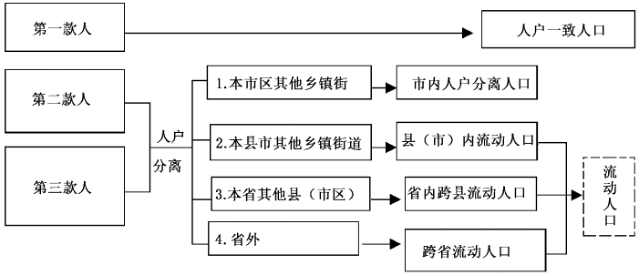 第一款人
人户一致人口
第二款人
第三款人
人户
分离
1.本市区其他乡镇街
市内人户分离人口
2.本县市其他乡镇街道
县（市）内流动人口
3.本省其他县（市区）
省内跨县流动人口
4.省外
跨省流动人口
流动人口